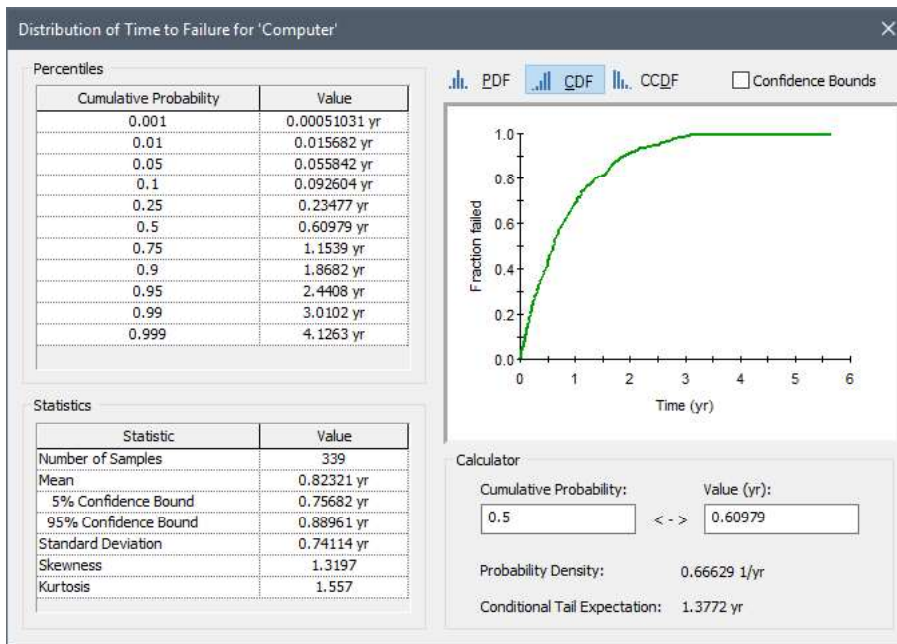 Distribution of Time to Failure for 'Computer'
Percentiles
Cumulative Probability Value
0.001 0.00051031 yr
0.01 0.015682 yr
0.05 0.055842 yr
0.1 0.092604 yr
0.25 0.23477 yr
0.5 0.60979 yr
0.75 1.1539 yr
0.9 1.8682 yr
0.95 2.4408 yr
0.99 3.0102 yr
0.999 4.1263 yr
Statistics
Statistic Value
Number of Samples 339
Mean 0.82321 yr
5% Confidence Bound 0.75682 yr
95% Confidence Bound 0.88961 yr
Standard Deviation 0.74114 yr
Skewness 1.3197
Kurtosis 1.557
PDF CDF CCDF Confidence Bounds
Fraction failed
1.0
0.8
0.6
0.4
0.2
0.0
0 1 2 3 4 5 6
Time (yr)
Calculator
Cumulative Probability: Value (yr):
0.5 < - > 0.60979
Probability Density: 0.66629 1/yr
Conditional Tail Expectation: 1.3772 yr